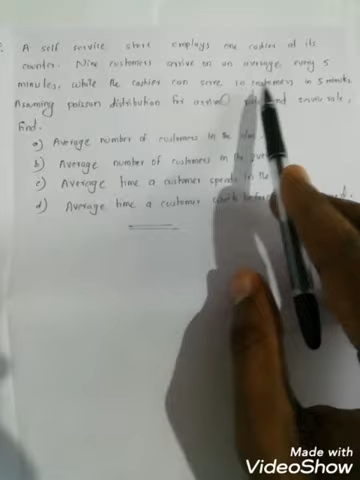 A self service store employs one cashier at its
counter. Nine customers arrive on an average every 5
minutes, while the cashier can serve 10 customers in 5 minutes
Assuming poisson distribution for arrival and service rate,
find.
a) Average number of customers in the
b) Average number of customers in the
c) Average time a customer spends in the
d) Average time a customer
Made with
VideoShow